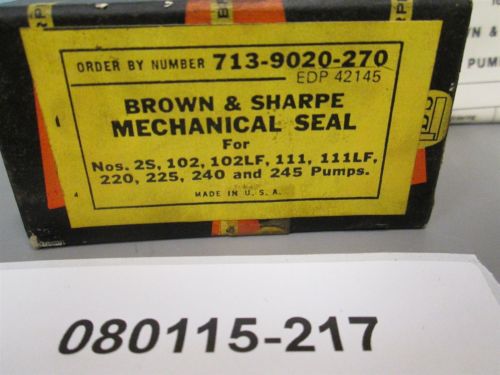 ORDER BY NUMBER 713-9020-270
EDP 42145
BROWN & SHARPE
MECHANICAL SEAL
For
Nos. 2S, 102, 102LF, 111, 111LF,
220, 225, 240 and 245 Pumps.
MADE IN U.S.A.
PUMP
080115-217